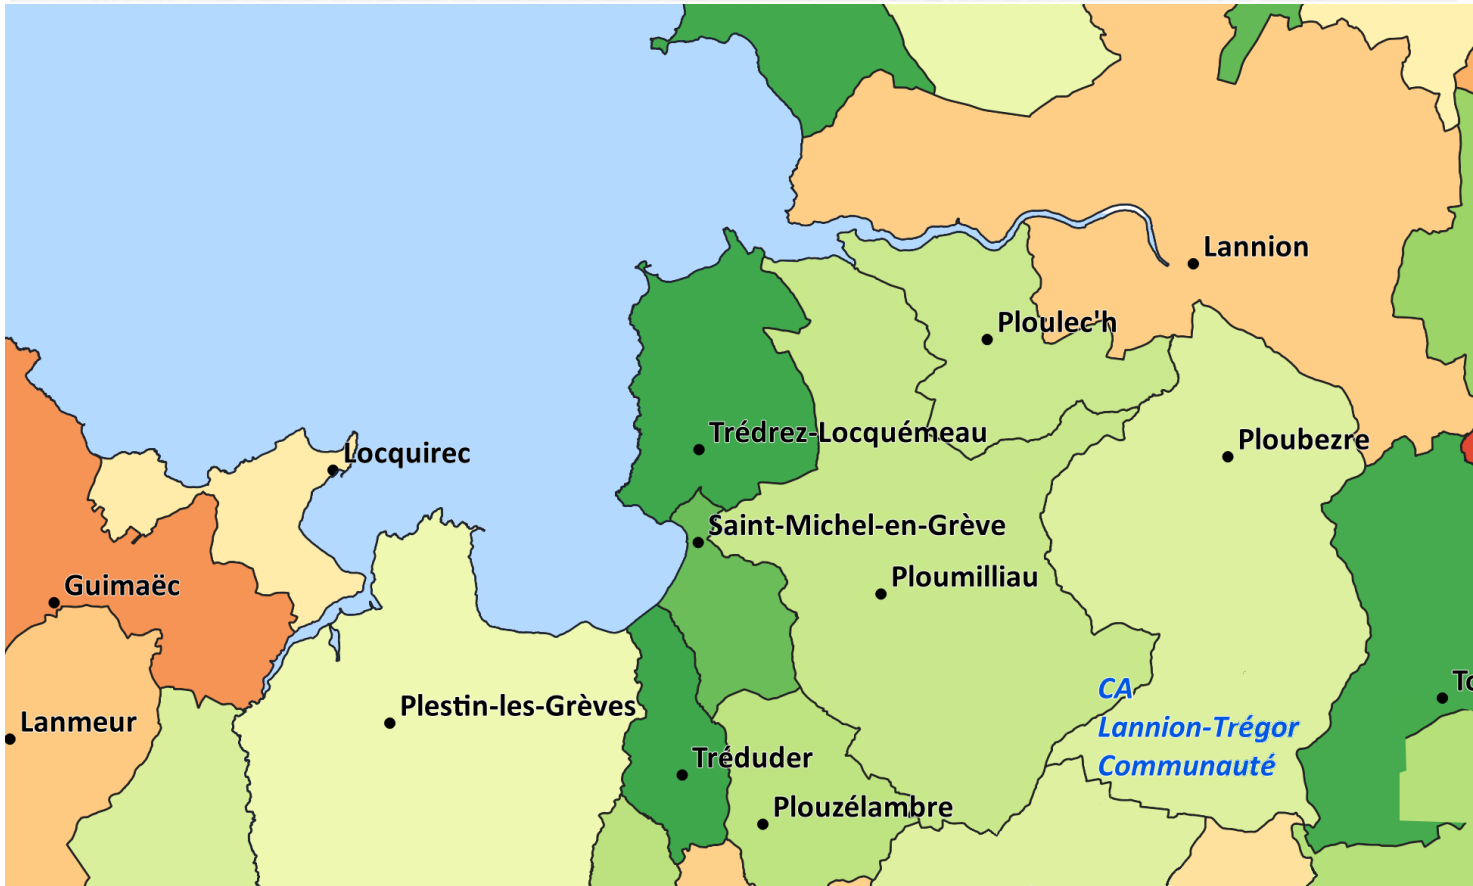 Lannion
Ploulec'h
Trédrez-Locquémeau
Ploubezre
Locquirec
Saint-Michel-en-Grève
Ploumilliau
Guimaëc
CA
Lannion-Trégor
Communauté
Plestin-les-Grèves
Lanmeur
Tréduder
Plouzélambre